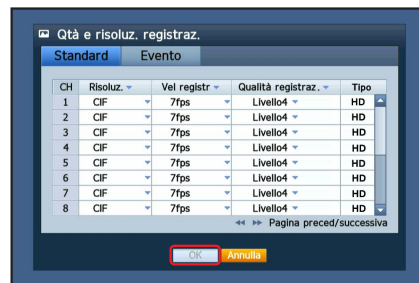 Qtà e risoluz. registraz.
Standard Evento
CH Risoluz. Vel registr Qualità registraz. Tipo
1 CIF 7fps Livello4 HD
2 CIF 7fps Livello4 HD
3 CIF 7fps Livello4 HD
4 CIF 7fps Livello4 HD
5 CIF 7fps Livello4 HD
6 CIF 7fps Livello4 HD
7 CIF 7fps Livello4 HD
8 CIF 7fps Livello4 HD
Pagina preced/successiva
OK Annulla